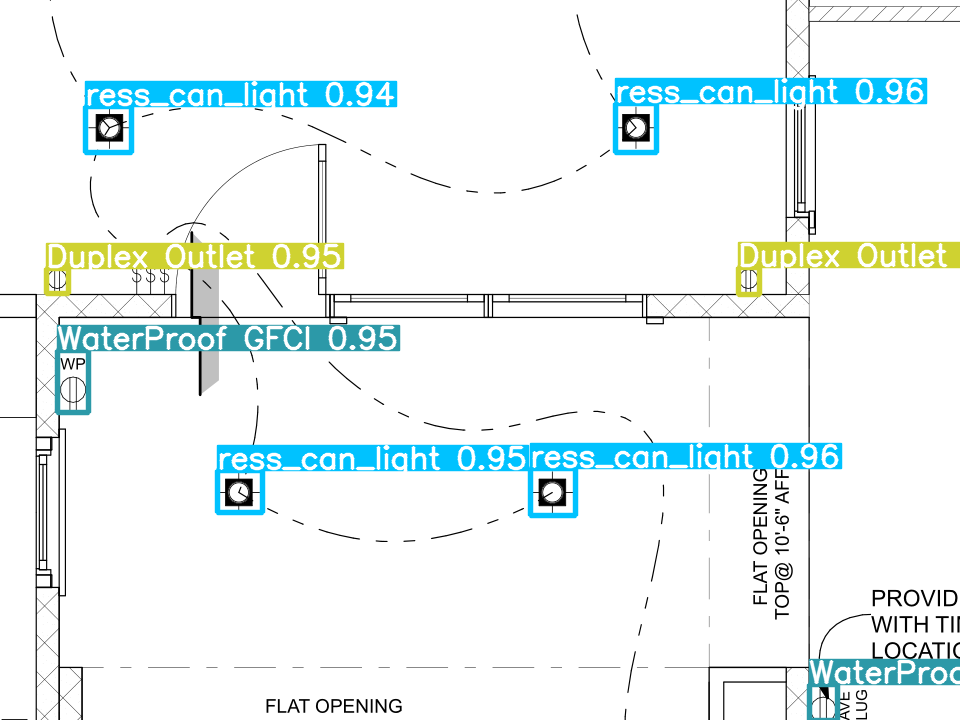 ress_can_light 0.94
ress_can_light 0.96
Duplex Outlet 0.95
Duplex Outlet
$$$
WaterProof GFCI 0.95
WP
ress_can_light 0.95
ress_can_light 0.96
FLAT OPENING
TOP@ 10'-6" AFF
PROVID
WITH TI
LOCATIO
WaterProo
FLAT OPENING